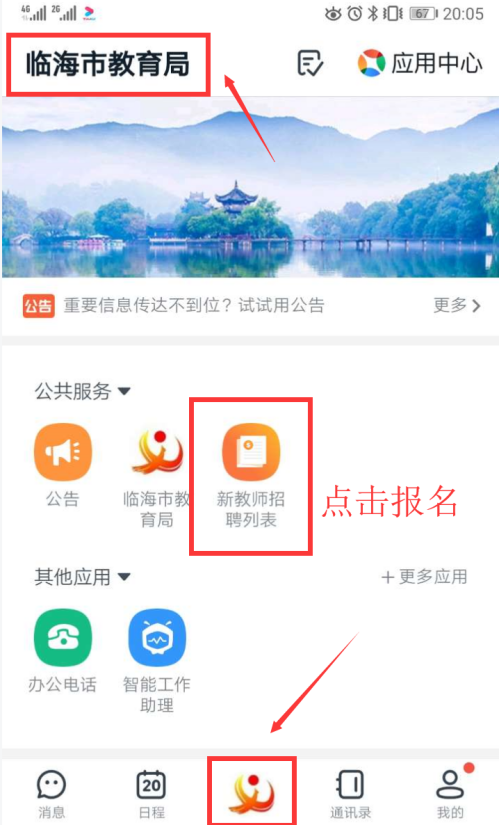 4G 2G 67 20:05
临海市教育局 应用中心
公告 重要信息传达不到位？试试用公告 更多
公共服务
公告 临海市教 新教师招
育局 聘列表
点击报名
其他应用 +更多应用
办公电话 智能工作
助理
20
消息 日程 通讯录 我的